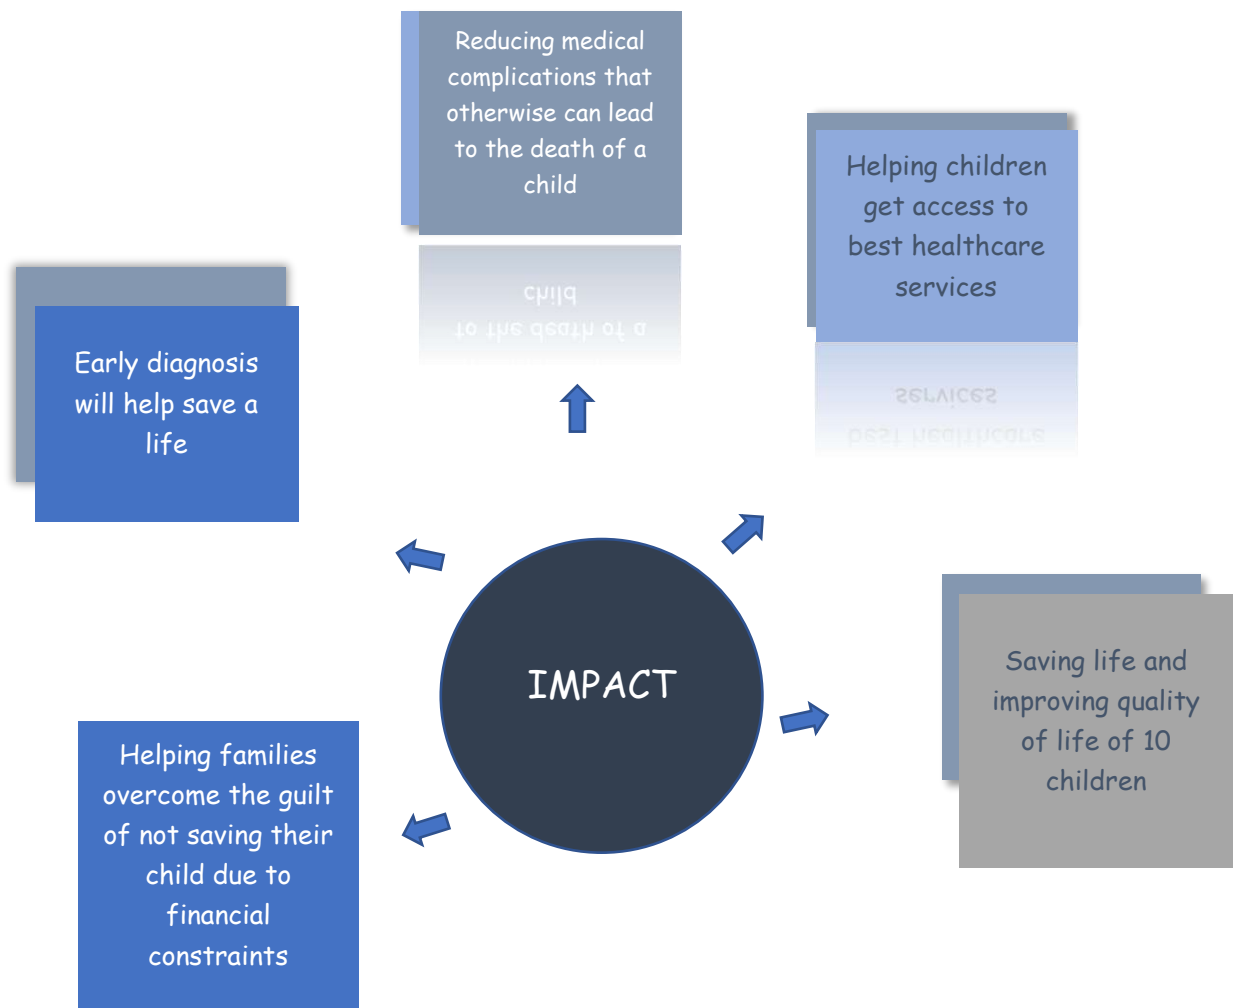 Reducing medical
complications that
otherwise can lead
to the death of a
child
Helping children
get access to
best healthcare
services
Early diagnosis
will help save a
life
IMPACT
Saving life and
improving quality
of life of 10
children
Helping families
overcome the guilt
of not saving their
child due to
financial
constraints